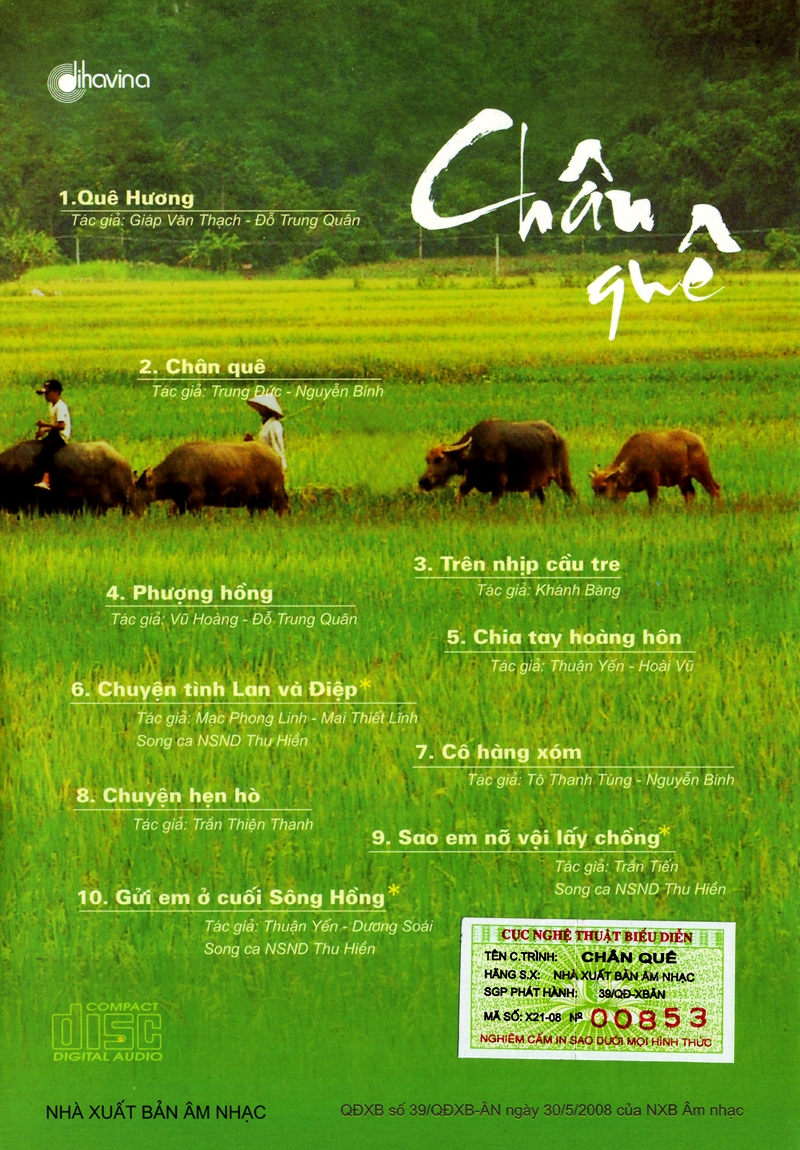 dihavina
Chân
quê
1.Quê Hương
Tác giả: Giáp Văn Thạch - Đỗ Trung Quân
2. Chân quê
Tác giả: Trung Đức - Nguyễn Bính
3. Trên nhịp cầu tre
Tác giả: Khánh Bàng
4. Phượng hồng
Tác giả: Vũ Hoàng - Đỗ Trung Quân
5. Chia tay hoàng hôn
Tác giả: Thuận Yến - Hoài Vũ
6. Chuyện tình Lan và Điệp*
Tác giả: Mạc Phong Linh - Mai Thiết Lĩnh
Song ca NSND Thu Hiền
7. Cô hàng xóm
Tác giả: Tô Thanh Tùng - Nguyễn Bính
8. Chuyện hẹn hò
Tác giả: Trần Thiện Thanh
9. Sao em nỡ vội lấy chồng*
Tác giả: Trần Tiến
Song ca NSND Thu Hiền
10. Gửi em ở cuối Sông Hồng*
Tác giả: Thuận Yến - Dương Soái
Song ca NSND Thu Hiền
CỤC NGHỆ THUẬT BIỂU DIỄN
TÊN C.TRÌNH: CHÂN QUÊ
HÃNG S.X: NHÀ XUẤT BẢN ÂM NHẠC
SGP PHÁT HÀNH: 39/QĐ-XBÂN
MÃ SỐ: X21-08 Nº 00853
NGHIÊM CẤM IN SAO DƯỚI MỌI HÌNH THỨC
COMPACT
disc
DIGITAL AUDIO
NHÀ XUẤT BẢN ÂM NHẠC
QĐXB số 39/QĐXB-ÂN ngày 30/5/2008 của NXB Âm nhạc